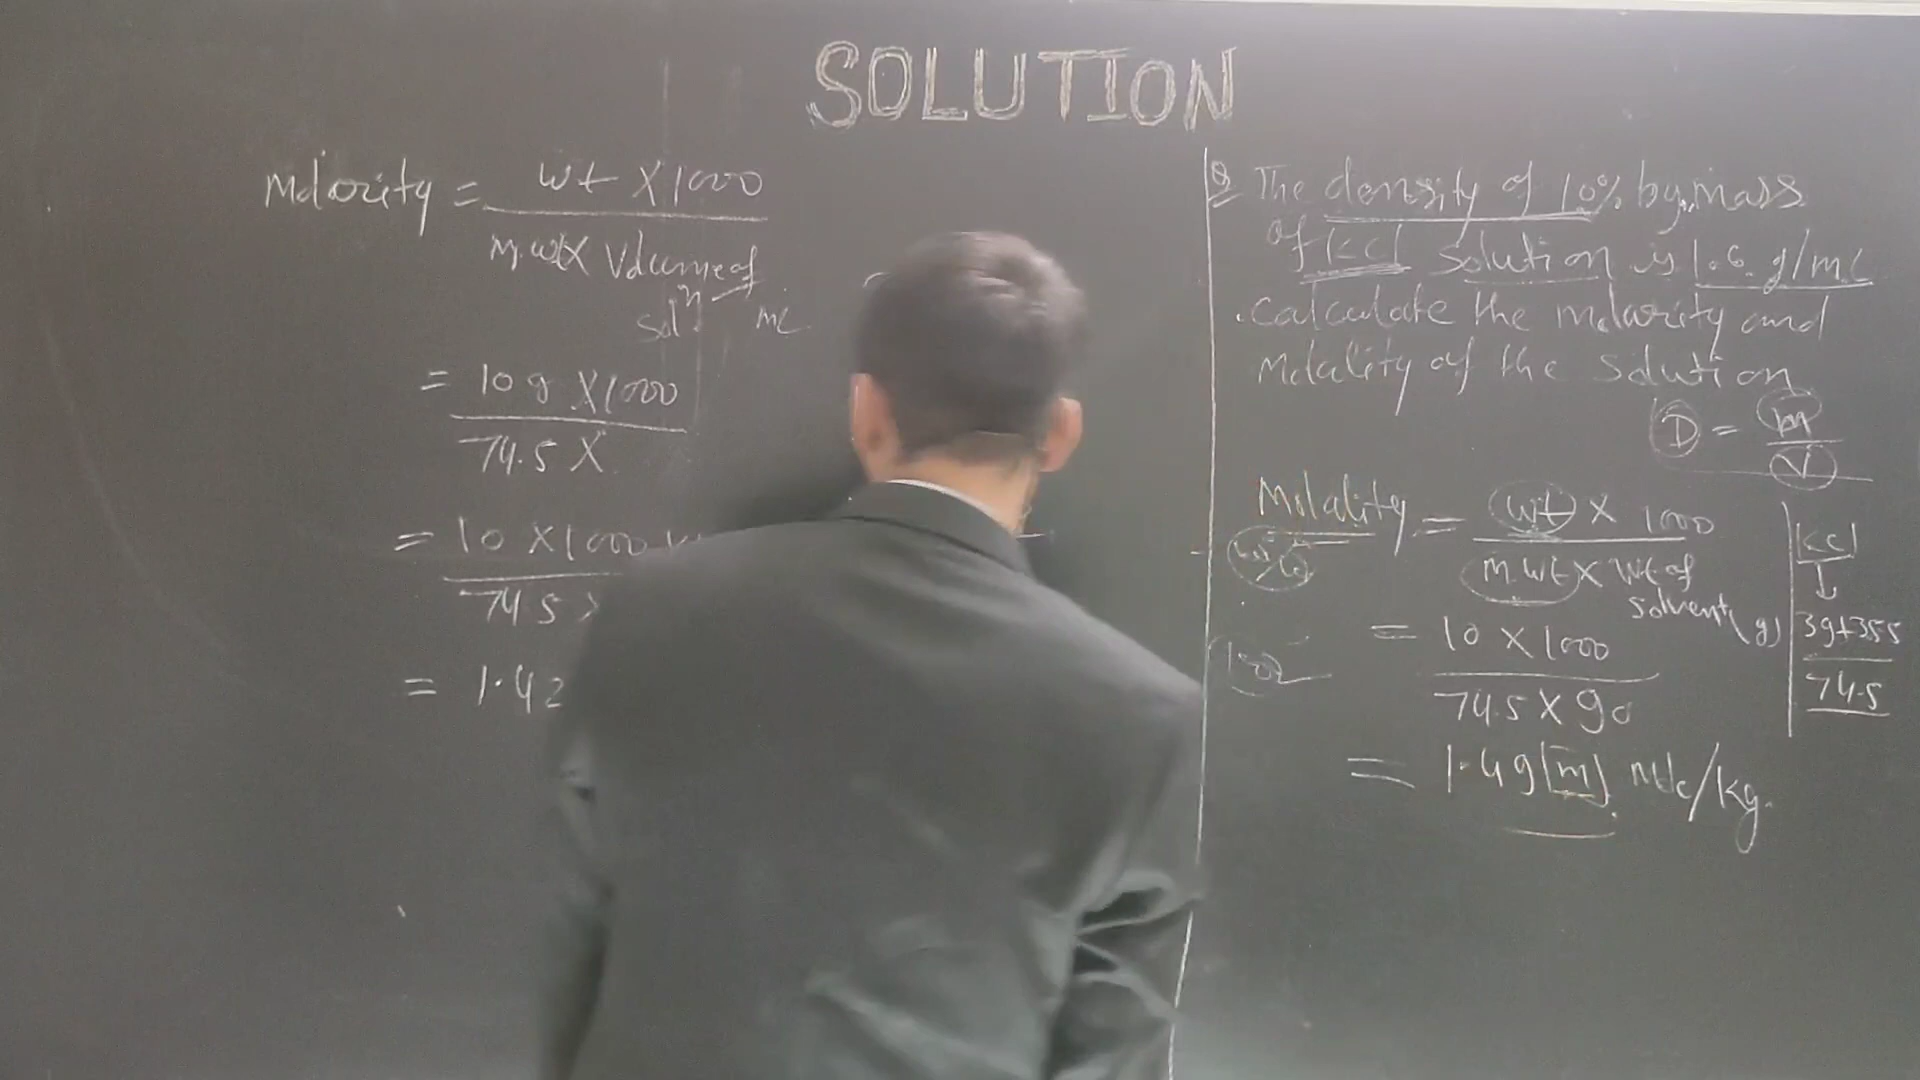 SOLUTION
Molarity = wt X 1000
M.wt X Volume of
solⁿ mL
= 10 g X 1000
74.5 X
= 10 X 1000
74.5 X
= 1.42
Q The density of 10% by mass
of KCl solution is 1.6 g/mL
. Calculate the molarity and
molality of the solution
D = m
V
Molality = wt X 1000
M.wt X wt of
solvent (g)
= 10 X 1000
74.5 X 90
= 1.49 [m] mole/kg.
KCl
↓
39+35.5
74.5